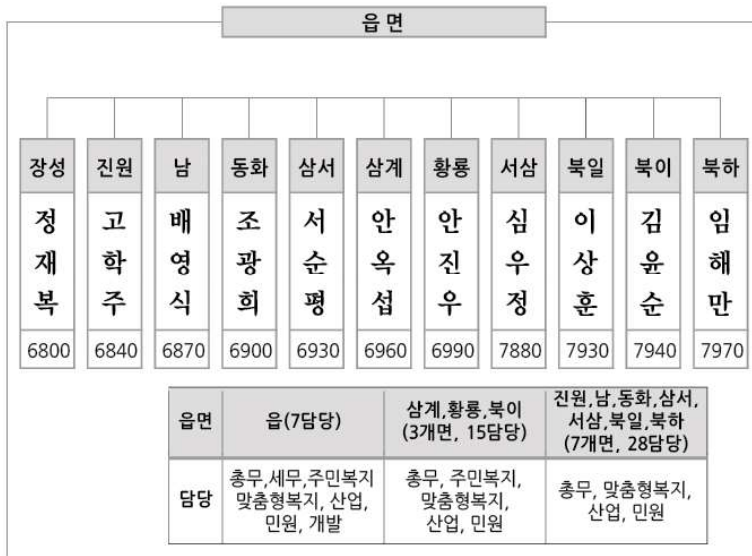 읍 면
장성 진원 남 동화 삼서 삼계 황룡 서삼 북일 북이 북하
정재복 고학주 배영식 조광희 서순평 안옥섭 안진우 심우정 이상훈 김윤순 임해만
6800 6840 6870 6900 6930 6960 6990 7880 7930 7940 7970
읍면 읍(7담당) 삼계,황룡,북이 (3개면, 15담당) 진원,남,동화,삼서, 서삼,북일,북하 (7개면, 28담당)
담당 총무,세무,주민복지 맞춤형복지, 산업, 민원, 개발 총무, 주민복지, 맞춤형복지, 산업, 민원 총무, 맞춤형복지, 산업, 민원